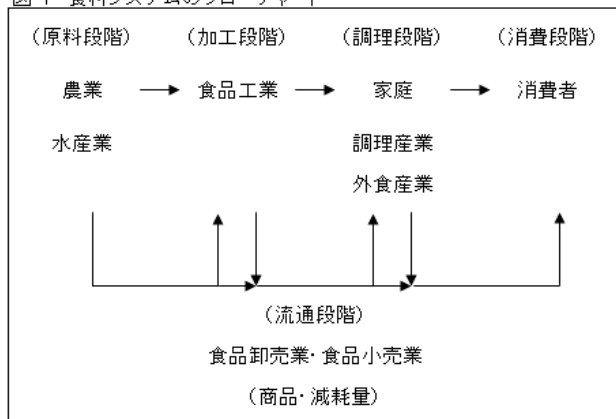 図 1 食料システムのフローチャート
(原料段階) (加工段階) (調理段階) (消費段階)
農業 → 食品工業 → 家庭 → 消費者
水産業 調理産業
外食産業
(流通段階)
食品卸売業・食品小売業
(商品・減耗量)